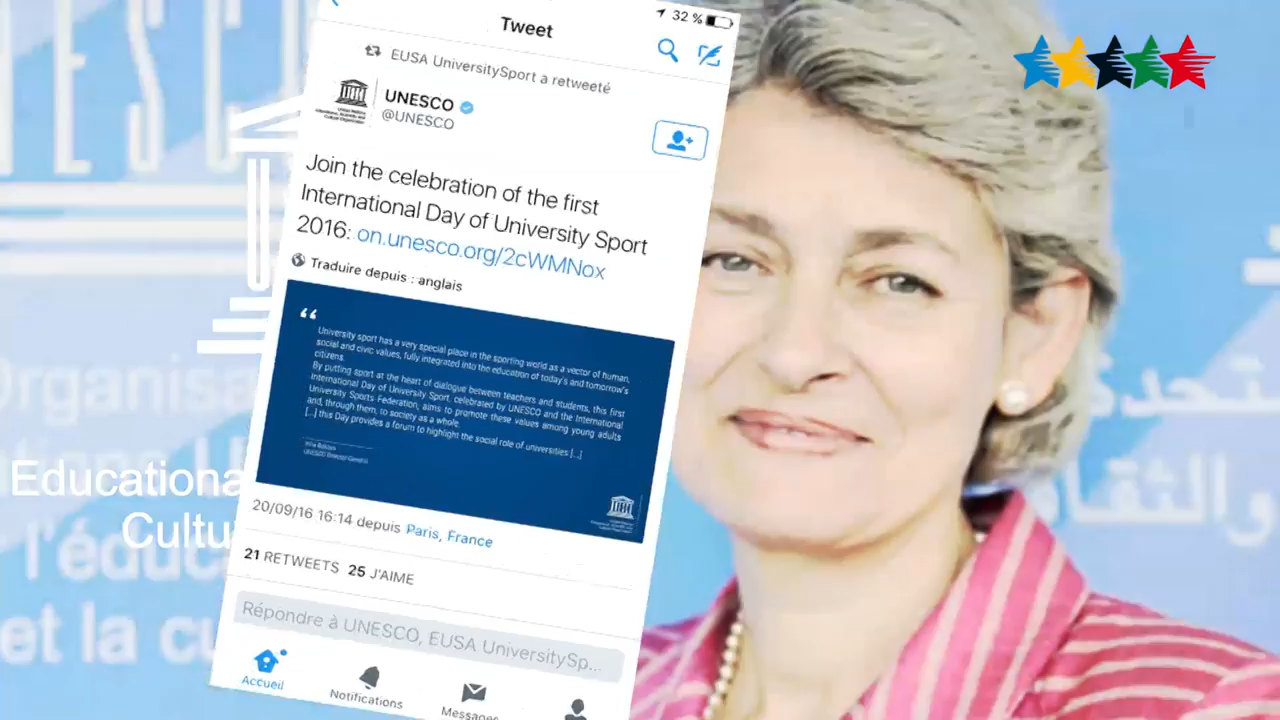 32 %
Tweet
EUSA UniversitySport a retweeté
UNESCO
@UNESCO
Join the celebration of the first
International Day of University Sport
2016: on.unesco.org/2cWMNox
Traduire depuis : anglais
“
University sport has a very special place in the sporting world as a vector of human,
social and civic values, fully integrated into the education of today's and tomorrow's
citizens.
By putting sport at the heart of dialogue between teachers and students, this first
International Day of University Sport, celebrated by UNESCO and the International
University Sports Federation, aims to promote these values among young adults
and, through them, to society as a whole.
[...] this Day provides a forum to highlight the social role of universities [...]
Irina Bokova
UNESCO Director-General
20/09/16 16:14 depuis Paris, France
21 RETWEETS 25 J'AIME
Répondre à UNESCO, EUSA UniversitySp...
Accueil
Notifications
Messages
NESC
Organisa
Educationa
Cultu
l'éduc
et la cu
والثقا